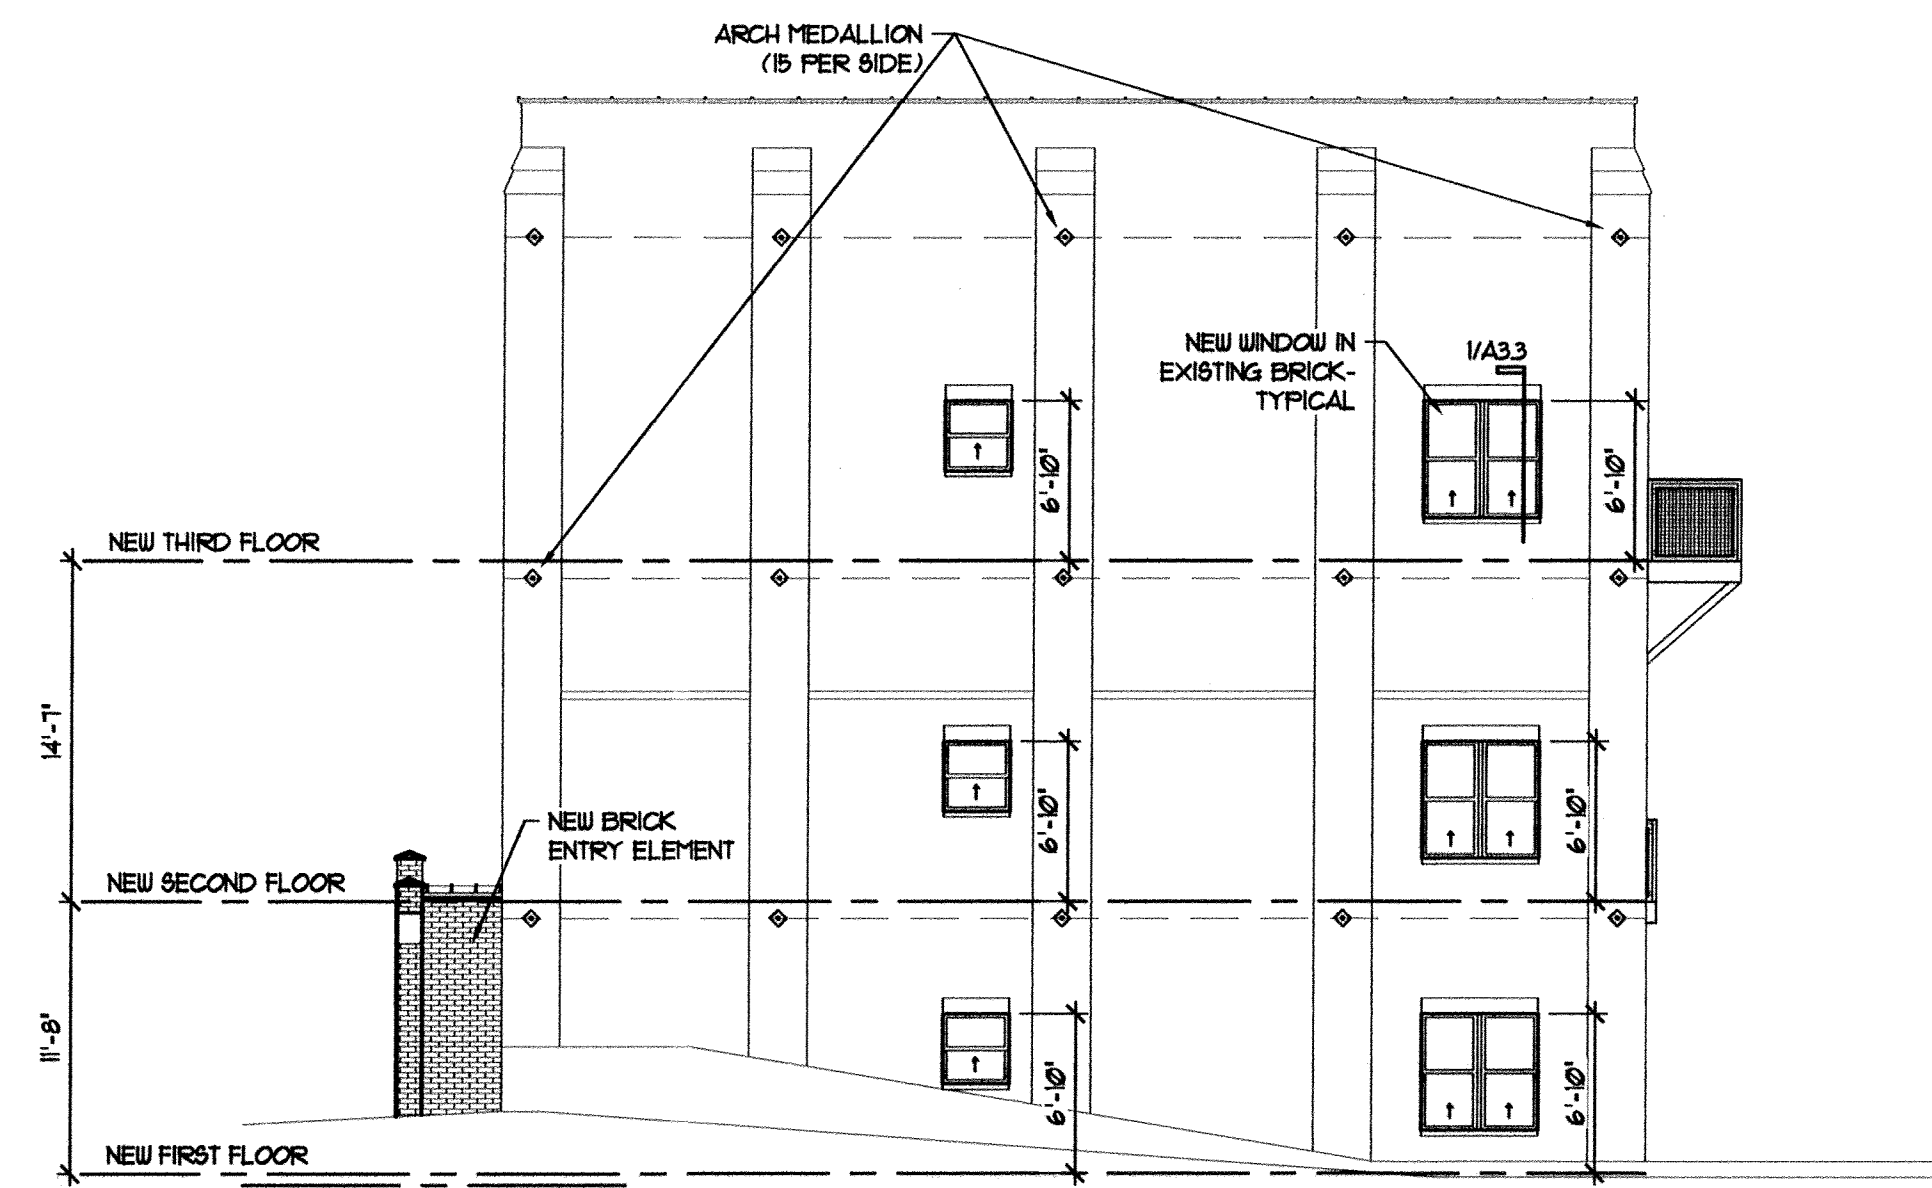 ARCH MEDALLION
(15 PER SIDE)
NEW WINDOW IN
EXISTING BRICK-
TYPICAL
1/A3.3
6'-10"
6'-10"
NEW THIRD FLOOR
14'-7"
6'-10"
6'-10"
NEW BRICK
ENTRY ELEMENT
NEW SECOND FLOOR
11'-8"
6'-10"
6'-10"
NEW FIRST FLOOR